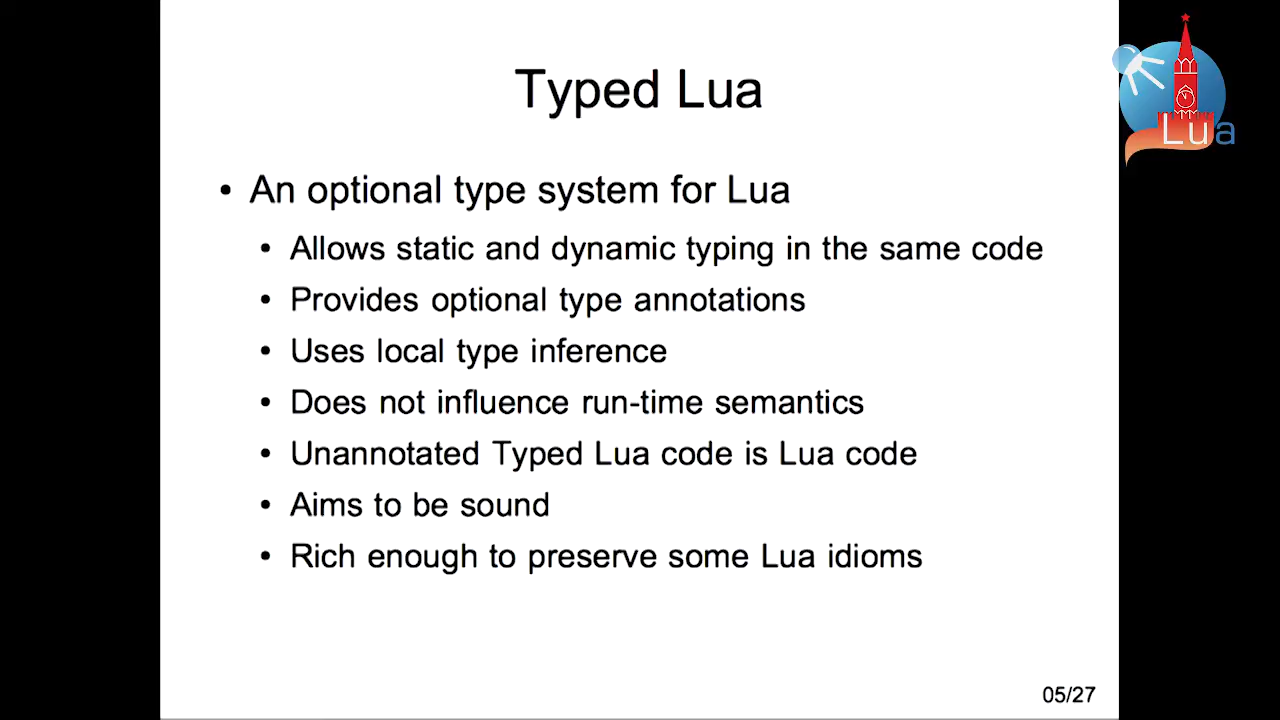 Typed Lua
Lua
• An optional type system for Lua
• Allows static and dynamic typing in the same code
• Provides optional type annotations
• Uses local type inference
• Does not influence run-time semantics
• Unannotated Typed Lua code is Lua code
• Aims to be sound
• Rich enough to preserve some Lua idioms
05/27